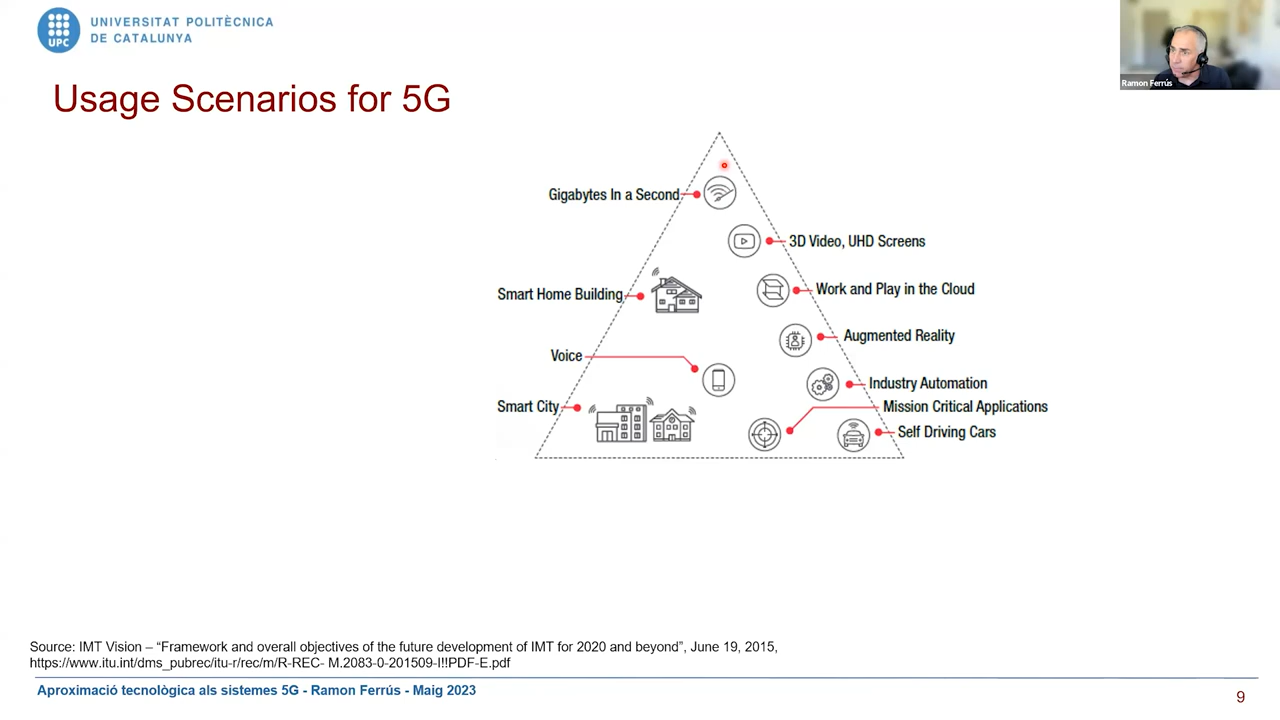 UNIVERSITAT POLITÈCNICA
DE CATALUNYA
UPC
Ramon Ferrús
Usage Scenarios for 5G
Gigabytes In a Second
3D Video, UHD Screens
Smart Home Building
Work and Play in the Cloud
Augmented Reality
Voice
Industry Automation
Smart City
Mission Critical Applications
Self Driving Cars
Source: IMT Vision – “Framework and overall objectives of the future development of IMT for 2020 and beyond”, June 19, 2015,
https://www.itu.int/dms_pubrec/itu-r/rec/m/R-REC- M.2083-0-201509-I!!PDF-E.pdf
Aproximació tecnològica als sistemes 5G - Ramon Ferrús - Maig 2023
9